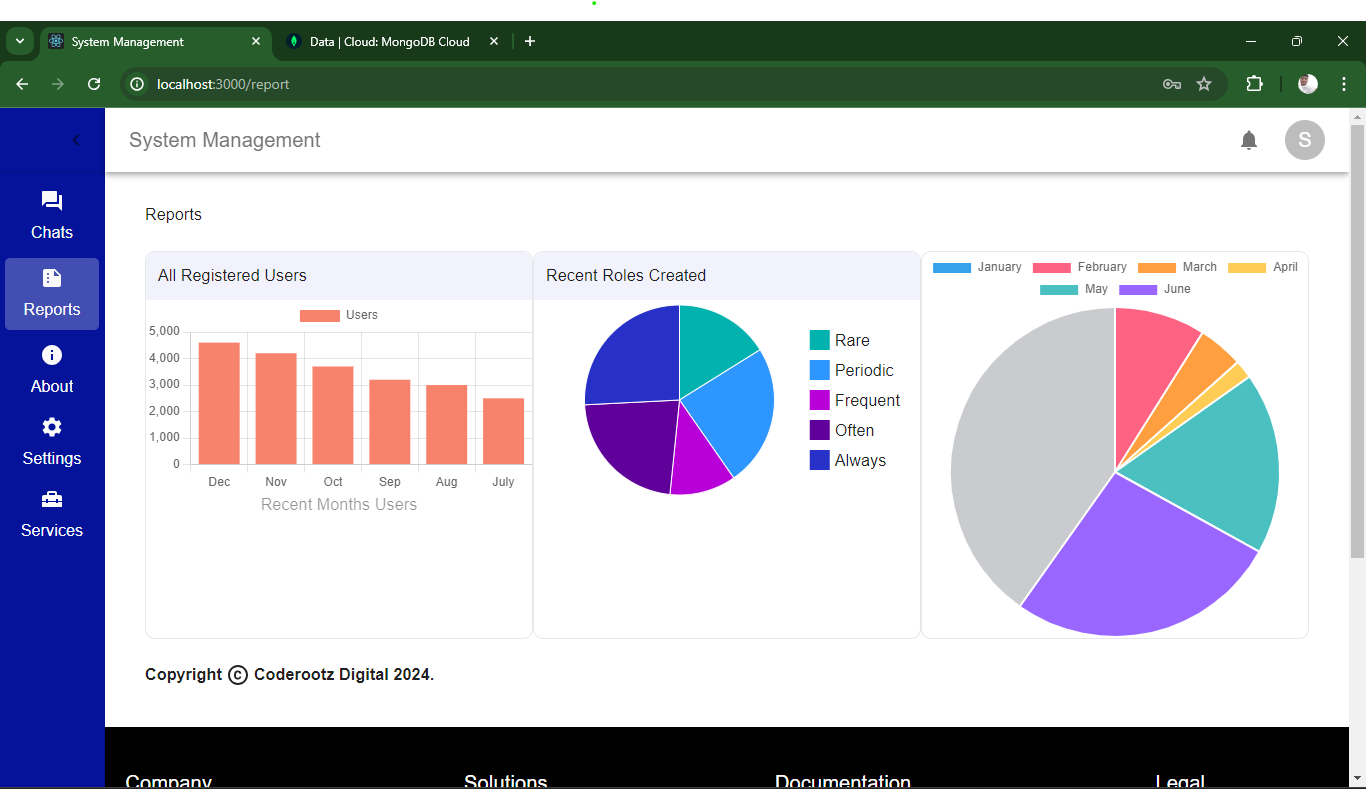 System Management
Data | Cloud: MongoDB Cloud
localhost:3000/report
System Management
S
Chats
Reports
About
Settings
Services
Reports
All Registered Users
Users
5,000
4,000
3,000
2,000
1,000
0
Dec Nov Oct Sep Aug July
Recent Months Users
Recent Roles Created
Rare
Periodic
Frequent
Often
Always
January February March April
May June
Copyright © Coderootz Digital 2024.
Company Solutions Documentation Legal